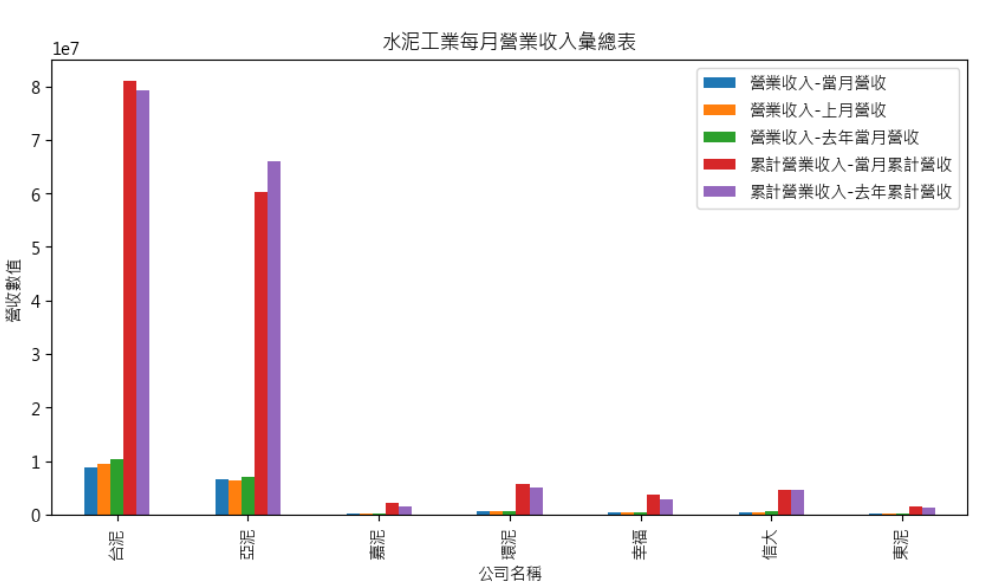 水泥工業每月營業收入彙總表
1e7
營業收入-當月營收
營業收入-上月營收
營業收入-去年當月營收
累計營業收入-當月累計營收
累計營業收入-去年累計營收
8
7
6
5
4
3
2
1
0
營收數值
台泥
亞泥
嘉泥
環泥
幸福
信大
東泥
公司名稱